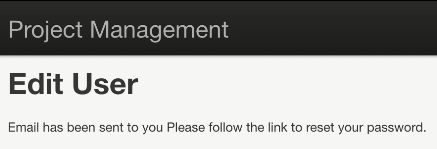 Project Management
Edit User
Email has been sent to you Please follow the link to reset your password.